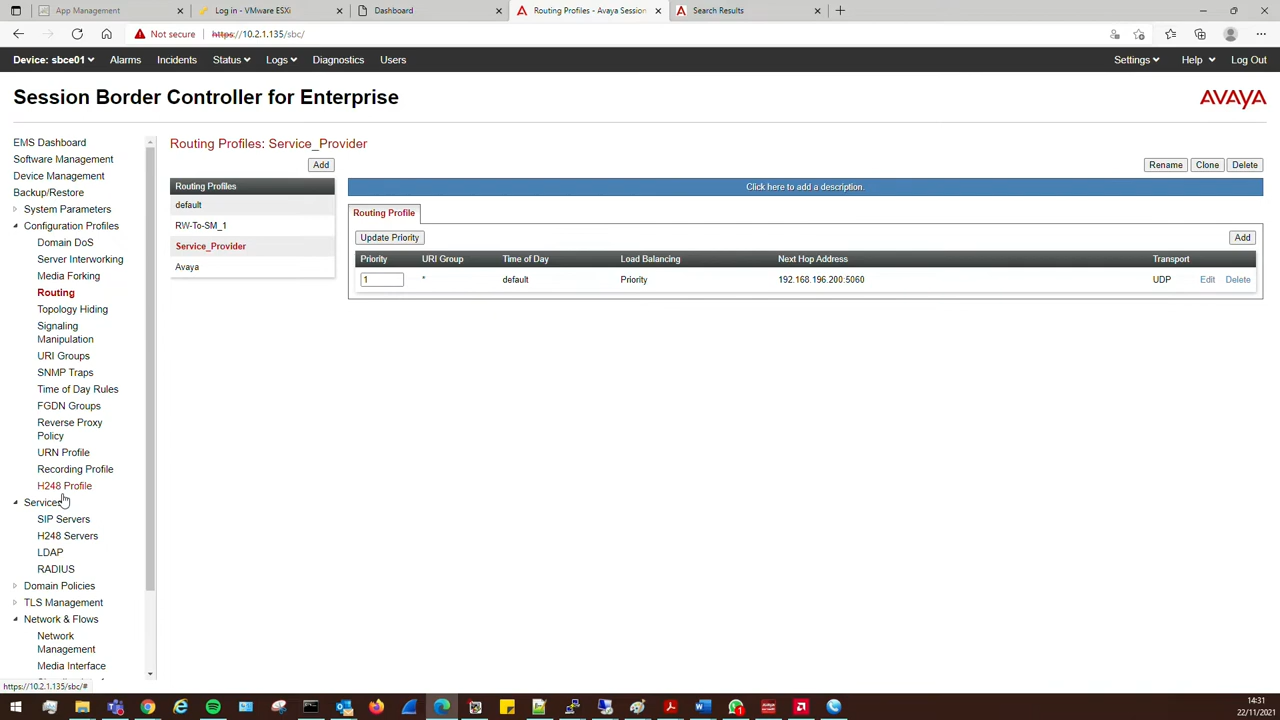 App Management
Log in - VMware ESXi
Dashboard
Routing Profiles - Avaya Session
Search Results
Not secure
https://10.2.1.135/sbc/
Device: sbce01
Alarms
Incidents
Status
Logs
Diagnostics
Users
Settings
Help
Log Out
Session Border Controller for Enterprise
AVAYA
EMS Dashboard
Software Management
Device Management
Backup/Restore
System Parameters
Configuration Profiles
Domain DoS
Server Interworking
Media Forking
Routing
Topology Hiding
Signaling
Manipulation
URI Groups
SNMP Traps
Time of Day Rules
FGDN Groups
Reverse Proxy
Policy
URN Profile
Recording Profile
H248 Profile
Services
SIP Servers
H248 Servers
LDAP
RADIUS
Domain Policies
TLS Management
Network & Flows
Network
Management
Media Interface
Routing Profiles: Service_Provider
Add
Rename
Clone
Delete
Routing Profiles
default
RW-To-SM_1
Service_Provider
Avaya
Click here to add a description.
Routing Profile
Update Priority
Add
Priority URI Group Time of Day Load Balancing Next Hop Address Transport
1 * default Priority 192.168.196.200:5060 UDP Edit Delete
https://10.2.1.135/sbc/#
14:31
22/11/2021